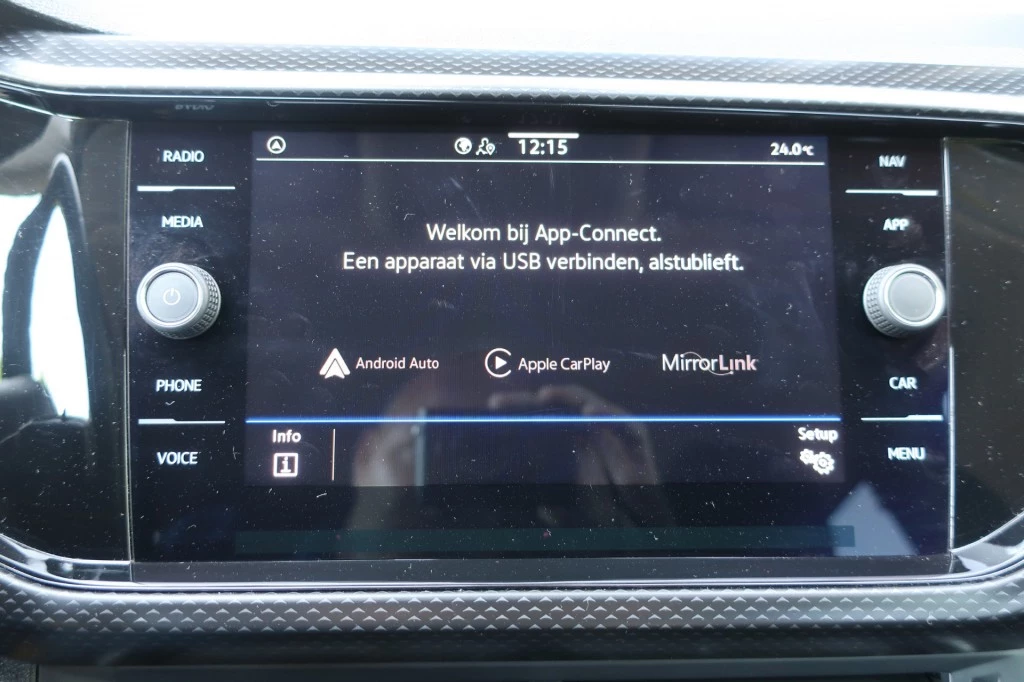 RADIO
MEDIA
PHONE
VOICE
12:15
24.0°C
Welkom bij App-Connect.
Een apparaat via USB verbinden, alstublieft.
Android Auto
Apple CarPlay
MirrorLink
Info
Setup
NAV
APP
CAR
MENU